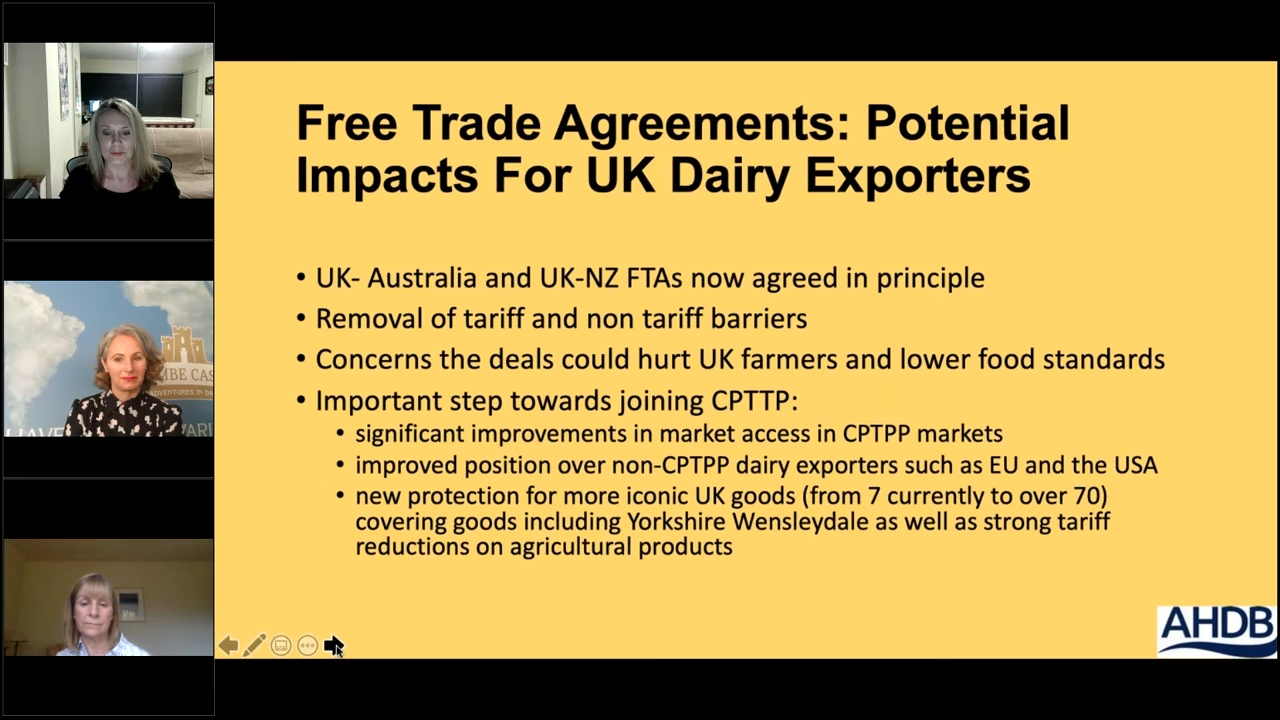 Free Trade Agreements: Potential
Impacts For UK Dairy Exporters
• UK- Australia and UK-NZ FTAs now agreed in principle
• Removal of tariff and non tariff barriers
• Concerns the deals could hurt UK farmers and lower food standards
• Important step towards joining CPTTP:
• significant improvements in market access in CPTPP markets
• improved position over non-CPTPP dairy exporters such as EU and the USA
• new protection for more iconic UK goods (from 7 currently to over 70)
covering goods including Yorkshire Wensleydale as well as strong tariff
reductions on agricultural products
AHDB